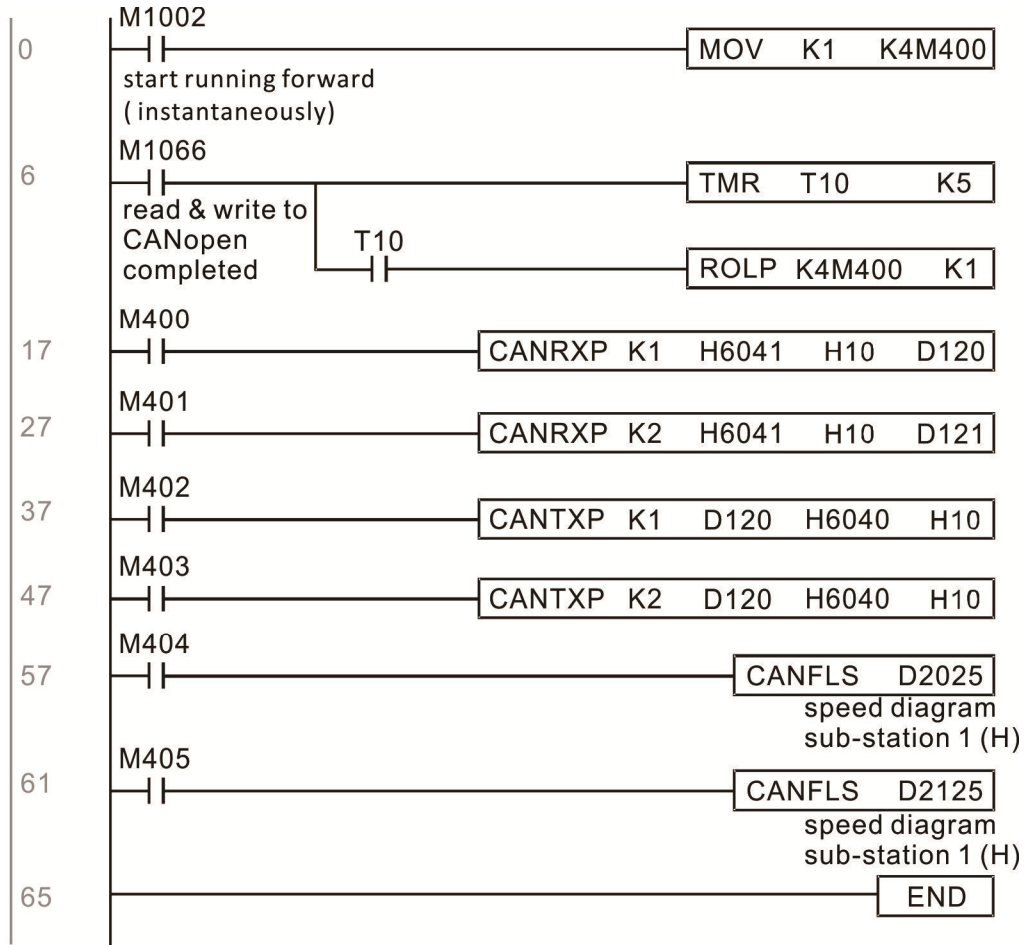 M1002
0 MOV K1 K4M400
start running forward
( instantaneously)
M1066
6 TMR T10 K5
read & write to
CANopen
completed
T10
ROLP K4M400 K1
M400
17 CANRXP K1 H6041 H10 D120
M401
27 CANRXP K2 H6041 H10 D121
M402
37 CANTXP K1 D120 H6040 H10
M403
47 CANTXP K2 D120 H6040 H10
M404
57 CANFLS D2025
speed diagram
sub-station 1 (H)
M405
61 CANFLS D2125
speed diagram
sub-station 1 (H)
65 END